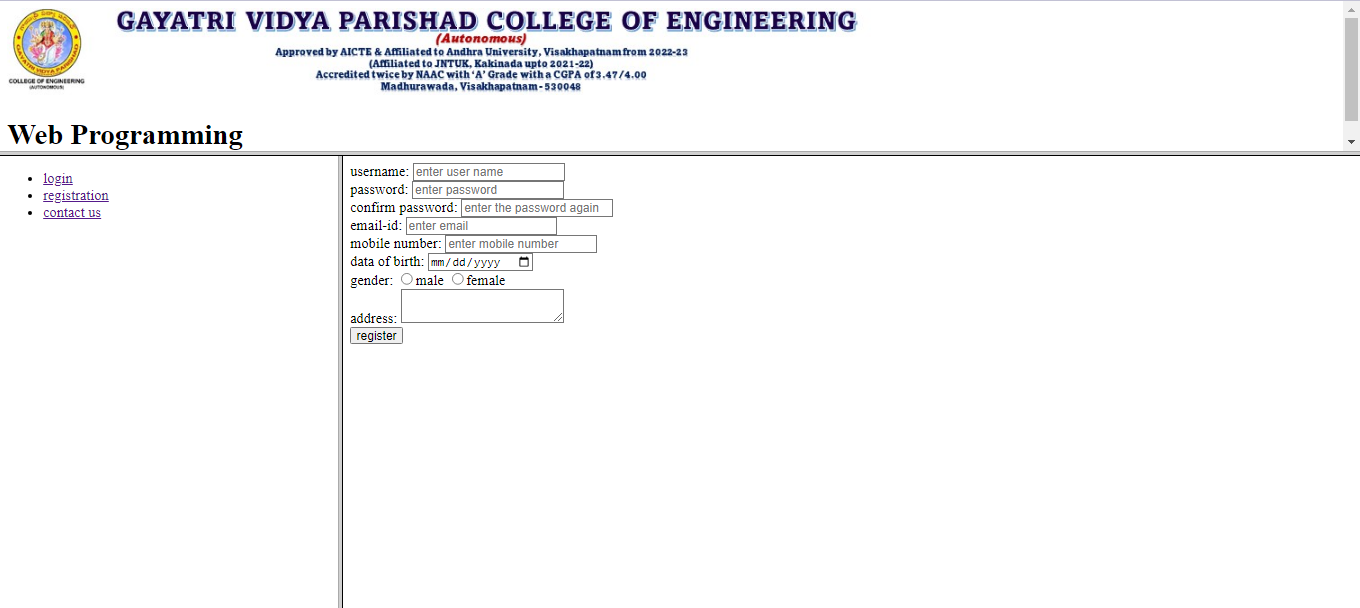 GAYATRI VIDYA PARISHAD COLLEGE OF ENGINEERING
(Autonomous)
Approved by AICTE & Affiliated to Andhra University, Visakhapatnam from 2022-23
(Affiliated to JNTUK, Kakinada upto 2021-22)
Accredited twice by NAAC with 'A' Grade with a CGPA of 3.47/4.00
Madhurawada, Visakhapatnam - 530048
COLLEGE OF ENGINEERING
(AUTONOMOUS)
Web Programming
login
registration
contact us
username: enter user name
password: enter password
confirm password: enter the password again
email-id: enter email
mobile number: enter mobile number
data of birth: mm/dd/yyyy
gender: male female
address:
register